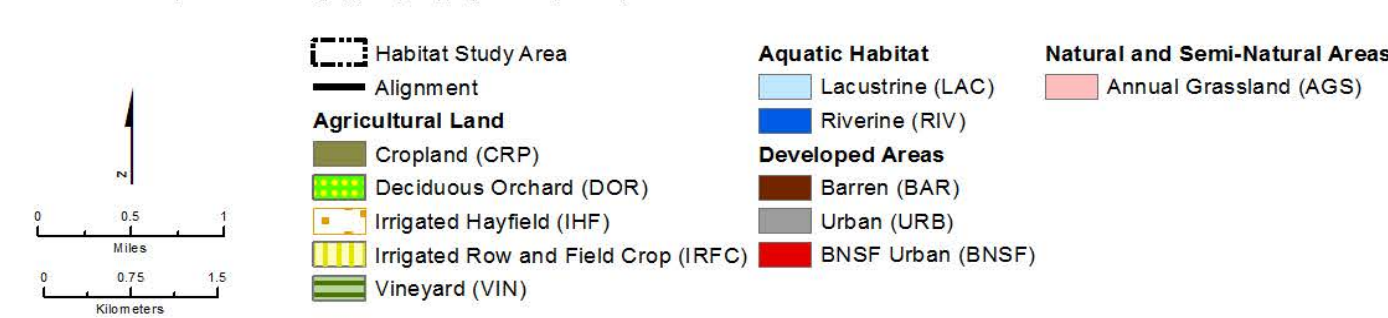 Habitat Study Area
Alignment
Agricultural Land
Cropland (CRP)
Deciduous Orchard (DOR)
Irrigated Hayfield (IHF)
Irrigated Row and Field Crop (IRFC)
Vineyard (VIN)
Aquatic Habitat
Lacustrine (LAC)
Riverine (RIV)
Developed Areas
Barren (BAR)
Urban (URB)
BNSF Urban (BNSF)
Natural and Semi-Natural Areas
Annual Grassland (AGS)
N
0 0.5 1
Miles
0 0.75 1.5
Kilometers